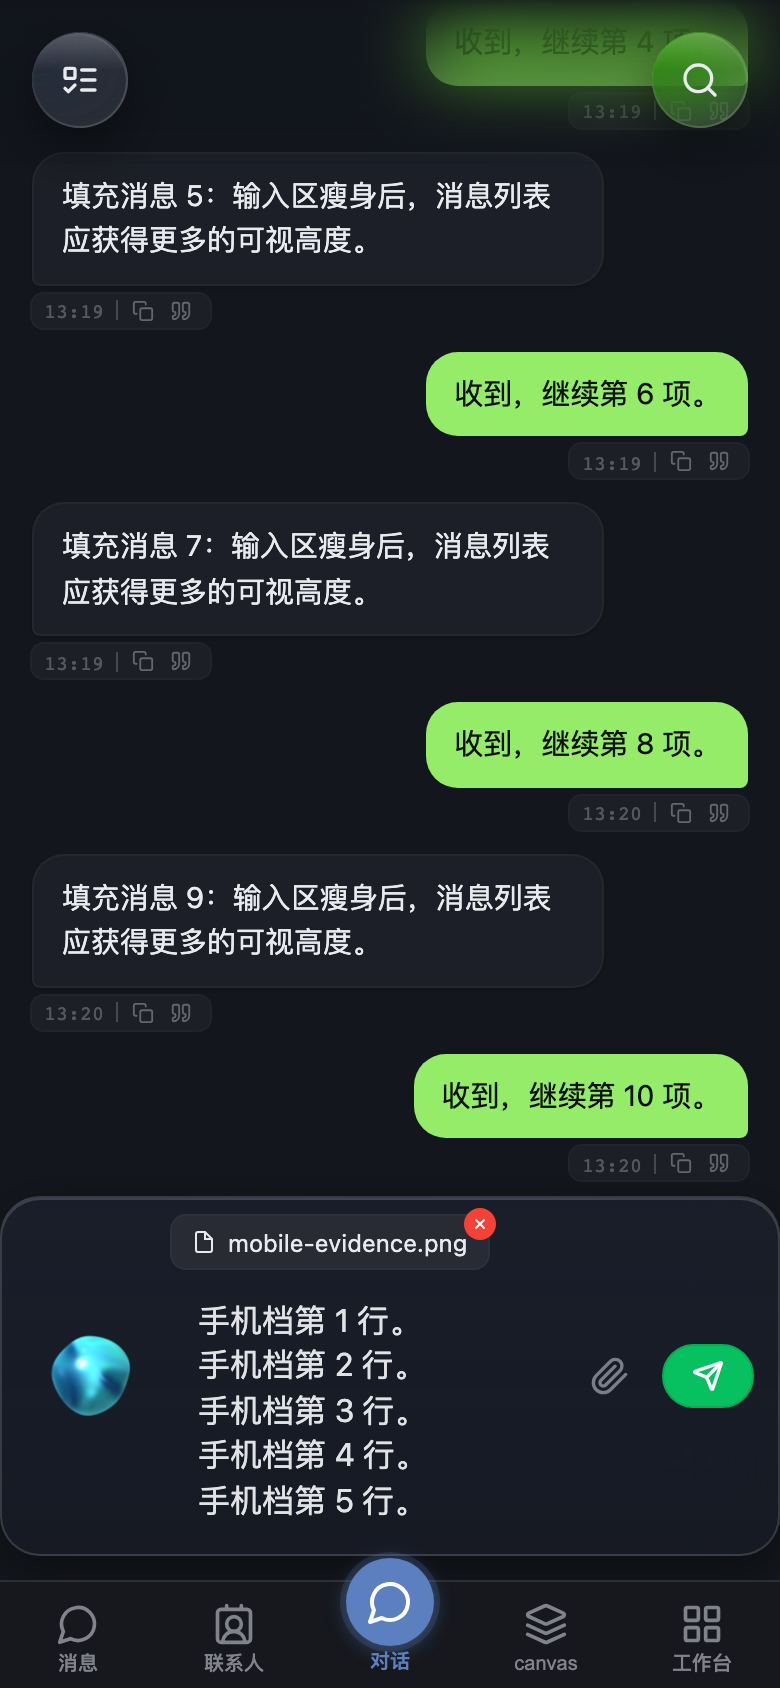 收到，继续第 4 项
13:19
填充消息 5：输入区瘦身后，消息列表
应获得更多的可视高度。
13:19
收到，继续第 6 项。
13:19
填充消息 7：输入区瘦身后，消息列表
应获得更多的可视高度。
13:19
收到，继续第 8 项。
13:20
填充消息 9：输入区瘦身后，消息列表
应获得更多的可视高度。
13:20
收到，继续第 10 项。
13:20
mobile-evidence.png
手机档第 1 行。
手机档第 2 行。
手机档第 3 行。
手机档第 4 行。
手机档第 5 行。
消息
联系人
对话
canvas
工作台